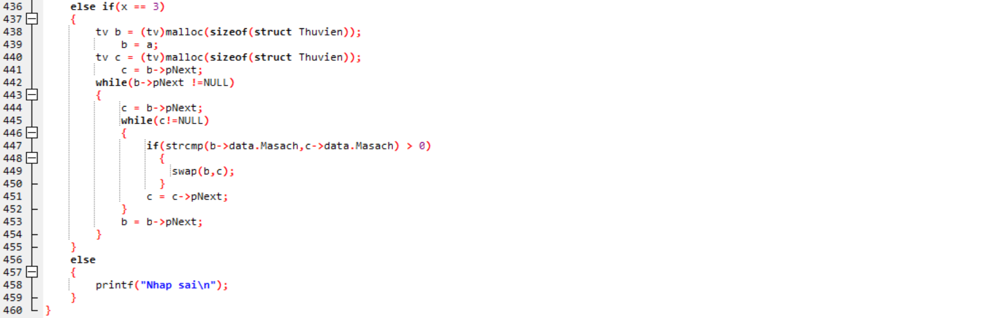 436 else if(x == 3)
437 {
438 tv b = (tv)malloc(sizeof(struct Thuvien));
439 b = a;
440 tv c = (tv)malloc(sizeof(struct Thuvien));
441 c = b->pNext;
442 while(b->pNext !=NULL)
443 {
444 c = b->pNext;
445 while(c!=NULL)
446 {
447 if(strcmp(b->data.Masach,c->data.Masach) > 0)
448 {
449 swap(b,c);
450 }
451 c = c->pNext;
452 }
453 b = b->pNext;
454 }
455 }
456 else
457 {
458 printf("Nhap sai\n");
459 }
460 }